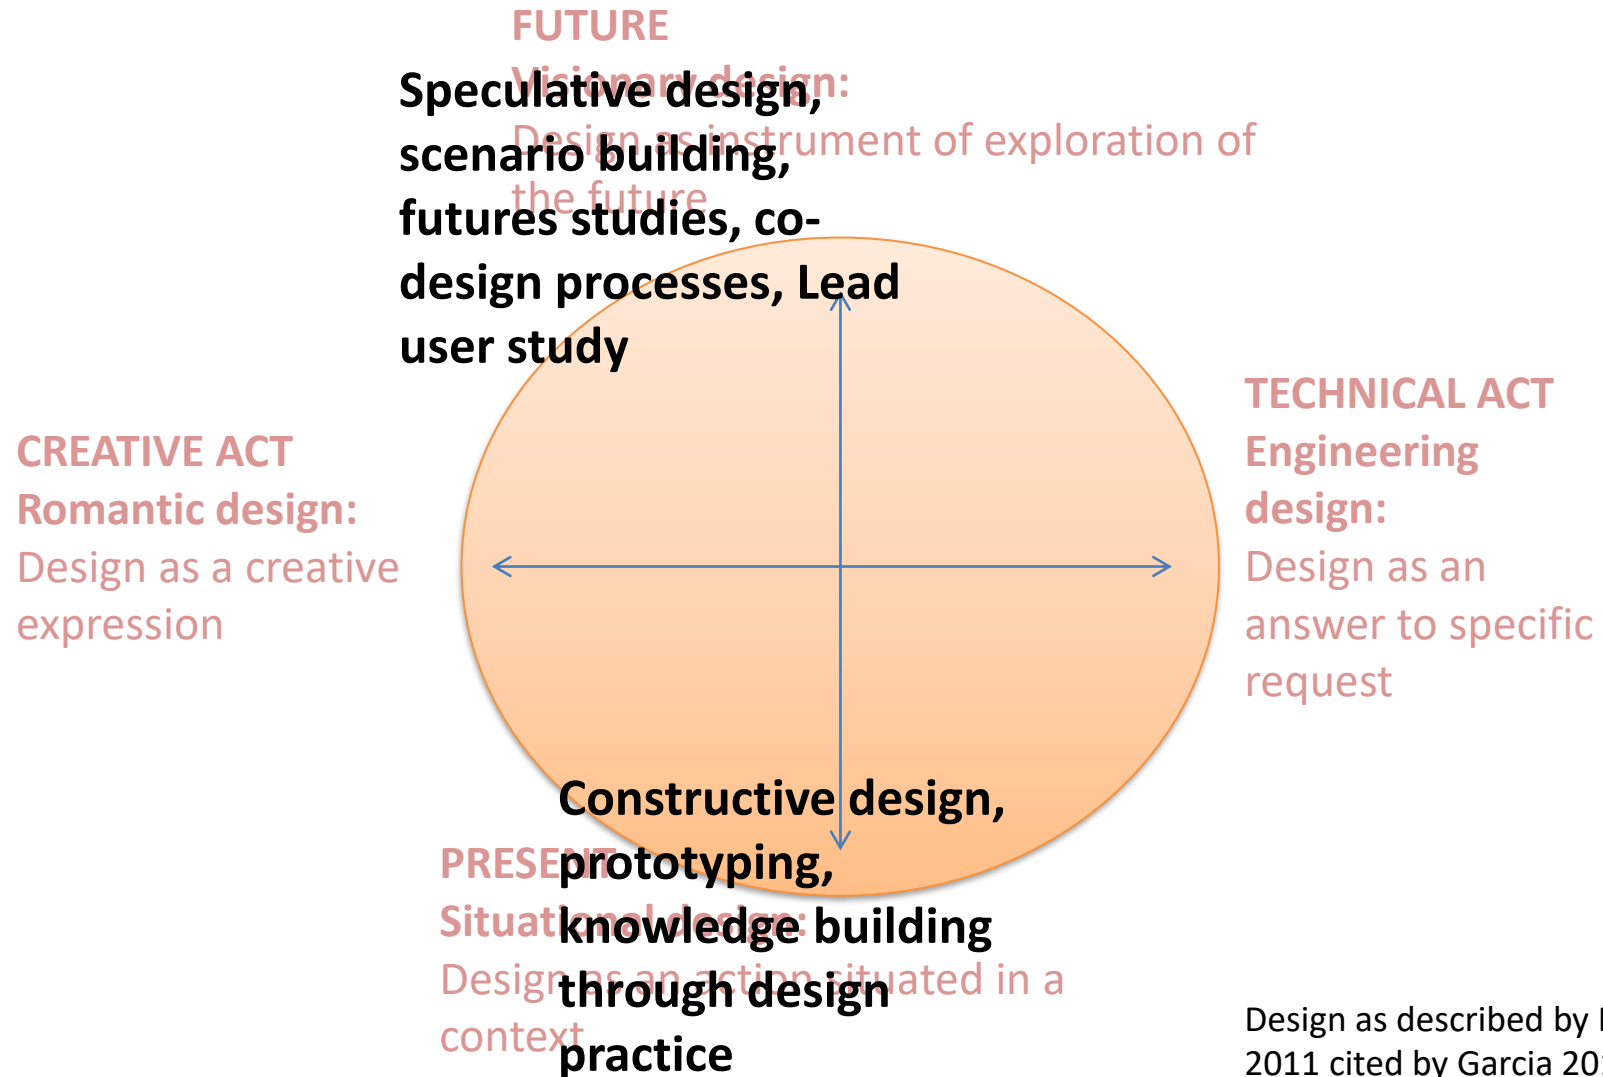 FUTURE
Visionary design:
Design as instrument of exploration of
the future
Speculative design,
scenario building,
futures studies, co-
design processes, Lead
user study
CREATIVE ACT
Romantic design:
Design as a creative
expression
TECHNICAL ACT
Engineering
design:
Design as an
answer to specific
request
Constructive design,
prototyping,
knowledge building
through design
practice
PRESENT
Situational design:
Design as an action situated in a
context
Design as described by
2011 cited by Garcia